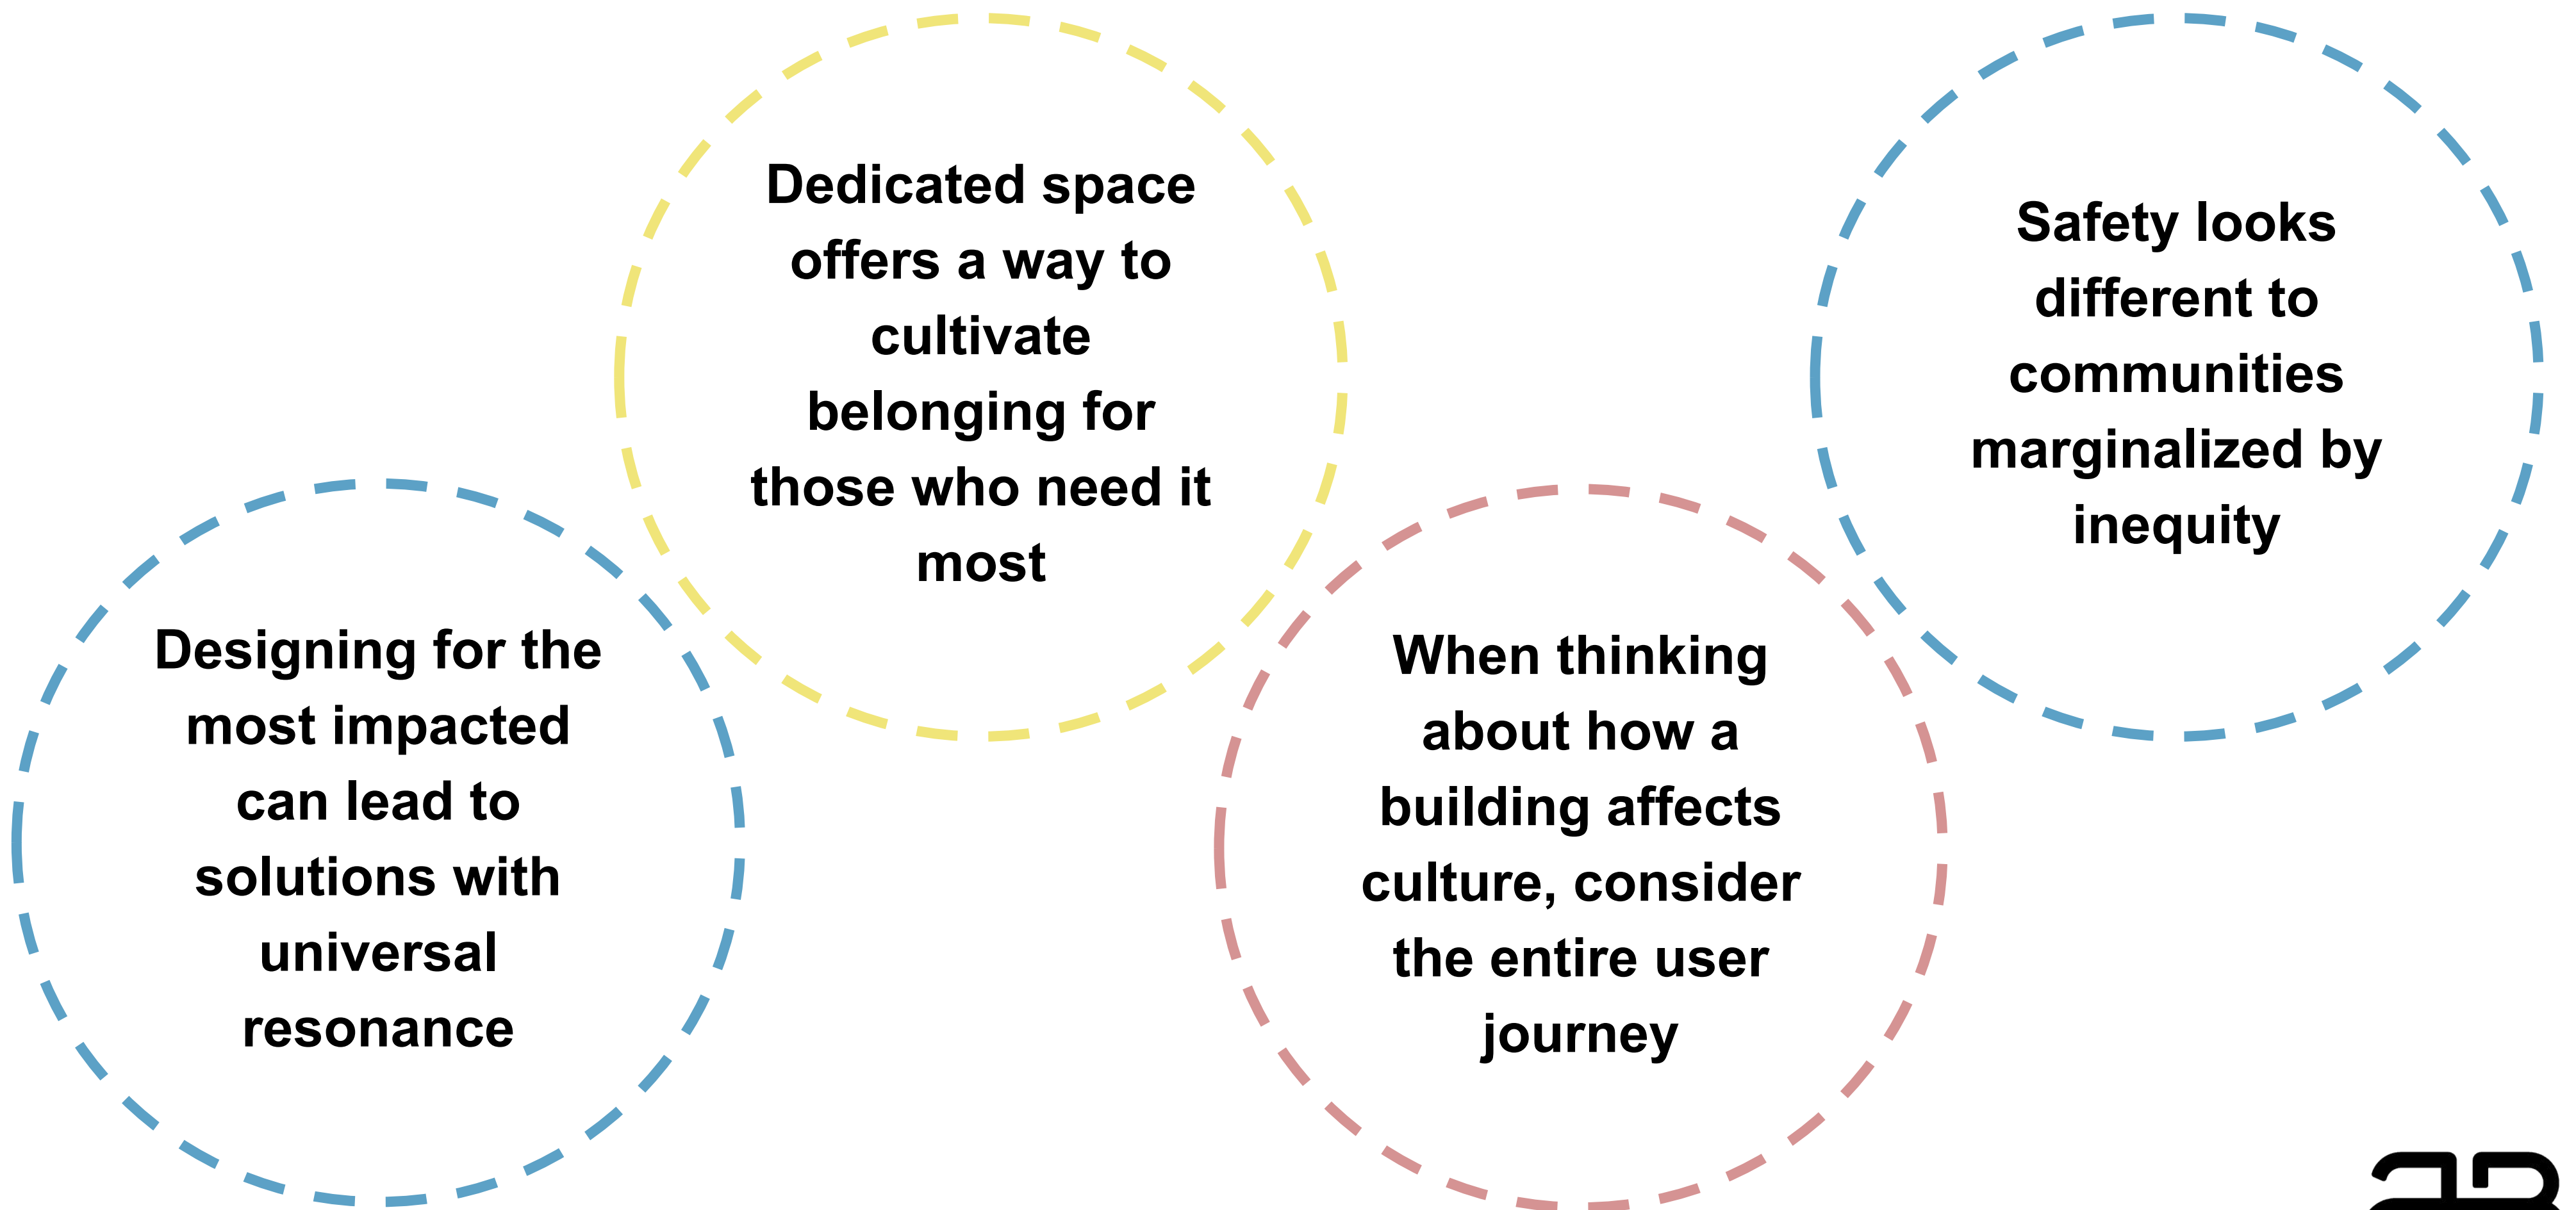 Designing for the
most impacted
can lead to
solutions with
universal
resonance
Dedicated space
offers a way to
cultivate
belonging for
those who need it
most
When thinking
about how a
building affects
culture, consider
the entire user
journey
Safety looks
different to
communities
marginalized by
inequity